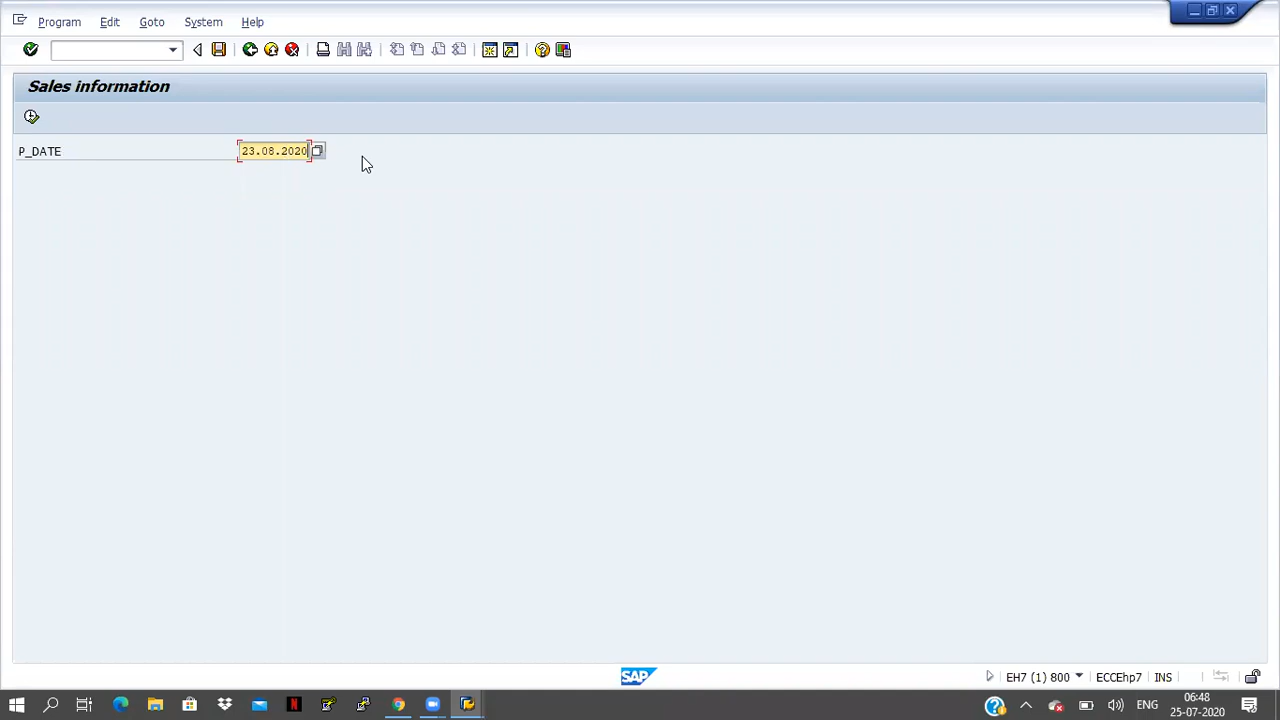 Program Edit Goto System Help
Sales information
P_DATE 23.08.2020
SAP
EH7 (1) 800 ECCEhp7 INS
ENG 06:48
25-07-2020